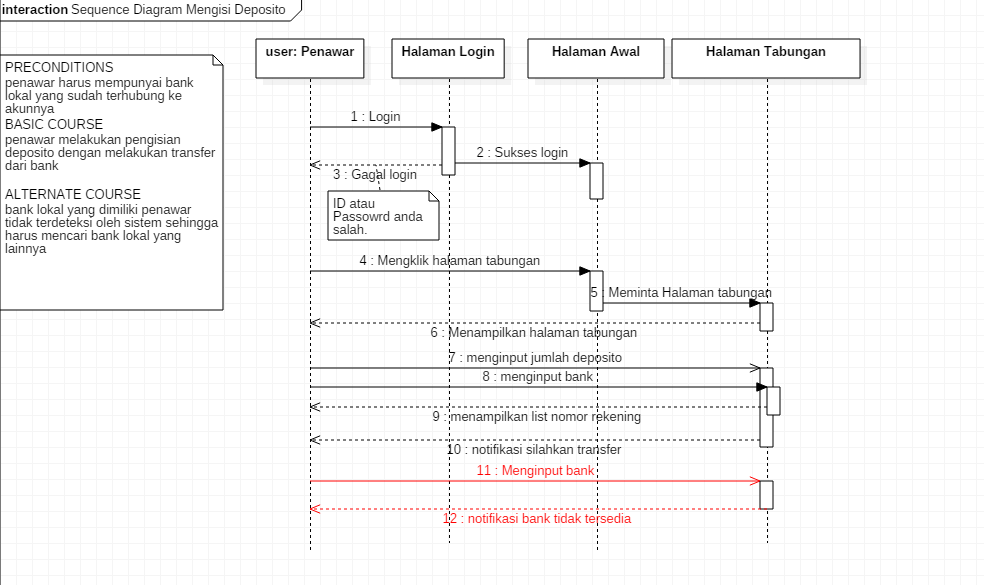 interaction Sequence Diagram Mengisi Deposito
user: Penawar
Halaman Login
Halaman Awal
Halaman Tabungan
PRECONDITIONS
penawar harus mempunyai bank
lokal yang sudah terhubung ke
akunnya
BASIC COURSE
penawar melakukan pengisian
deposito dengan melakukan transfer
dari bank
ALTERNATE COURSE
bank lokal yang dimiliki penawar
tidak terdeteksi oleh sistem sehingga
harus mencari bank lokal yang
lainnya
1 : Login
2 : Sukses login
3 : Gagal login
ID atau
Passowrd anda
salah.
4 : Mengklik halaman tabungan
5 : Meminta Halaman tabungan
6 : Menampilkan halaman tabungan
7 : menginput jumlah deposito
8 : menginput bank
9 : menampilkan list nomor rekening
10 : notifikasi silahkan transfer
11 : Menginput bank
12 : notifikasi bank tidak tersedia